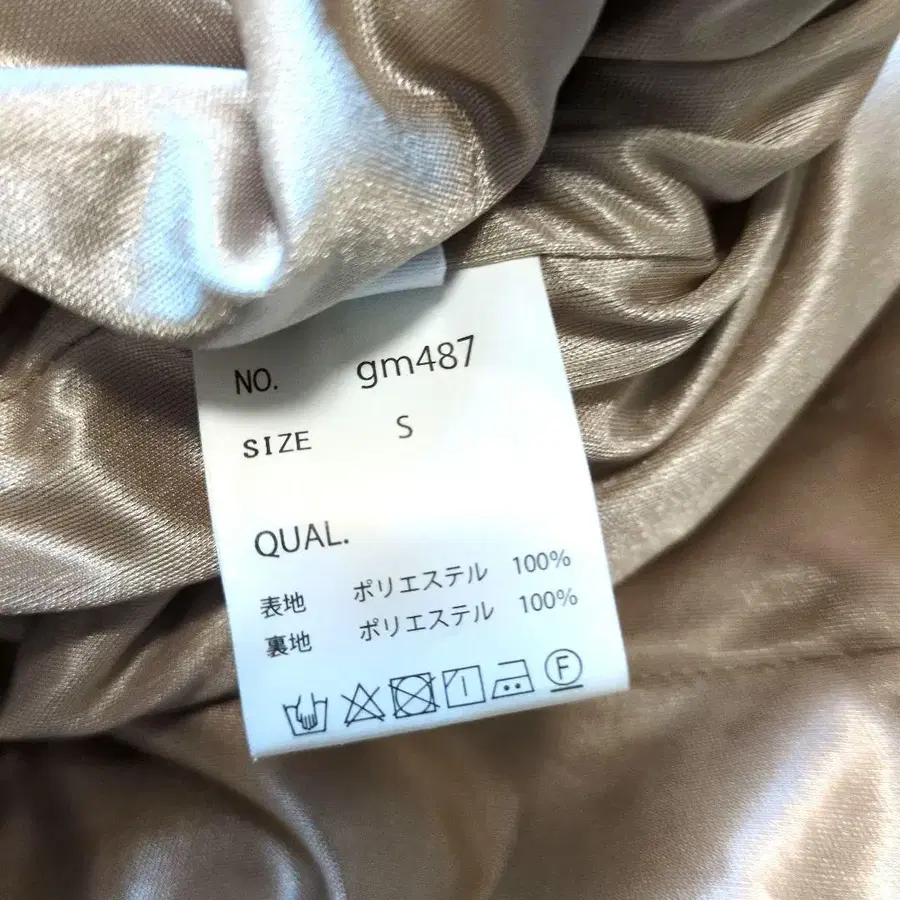 NO. gm487
SIZE S
QUAL.
表地 ポリエステル 100%
裏地 ポリエステル 100%
F